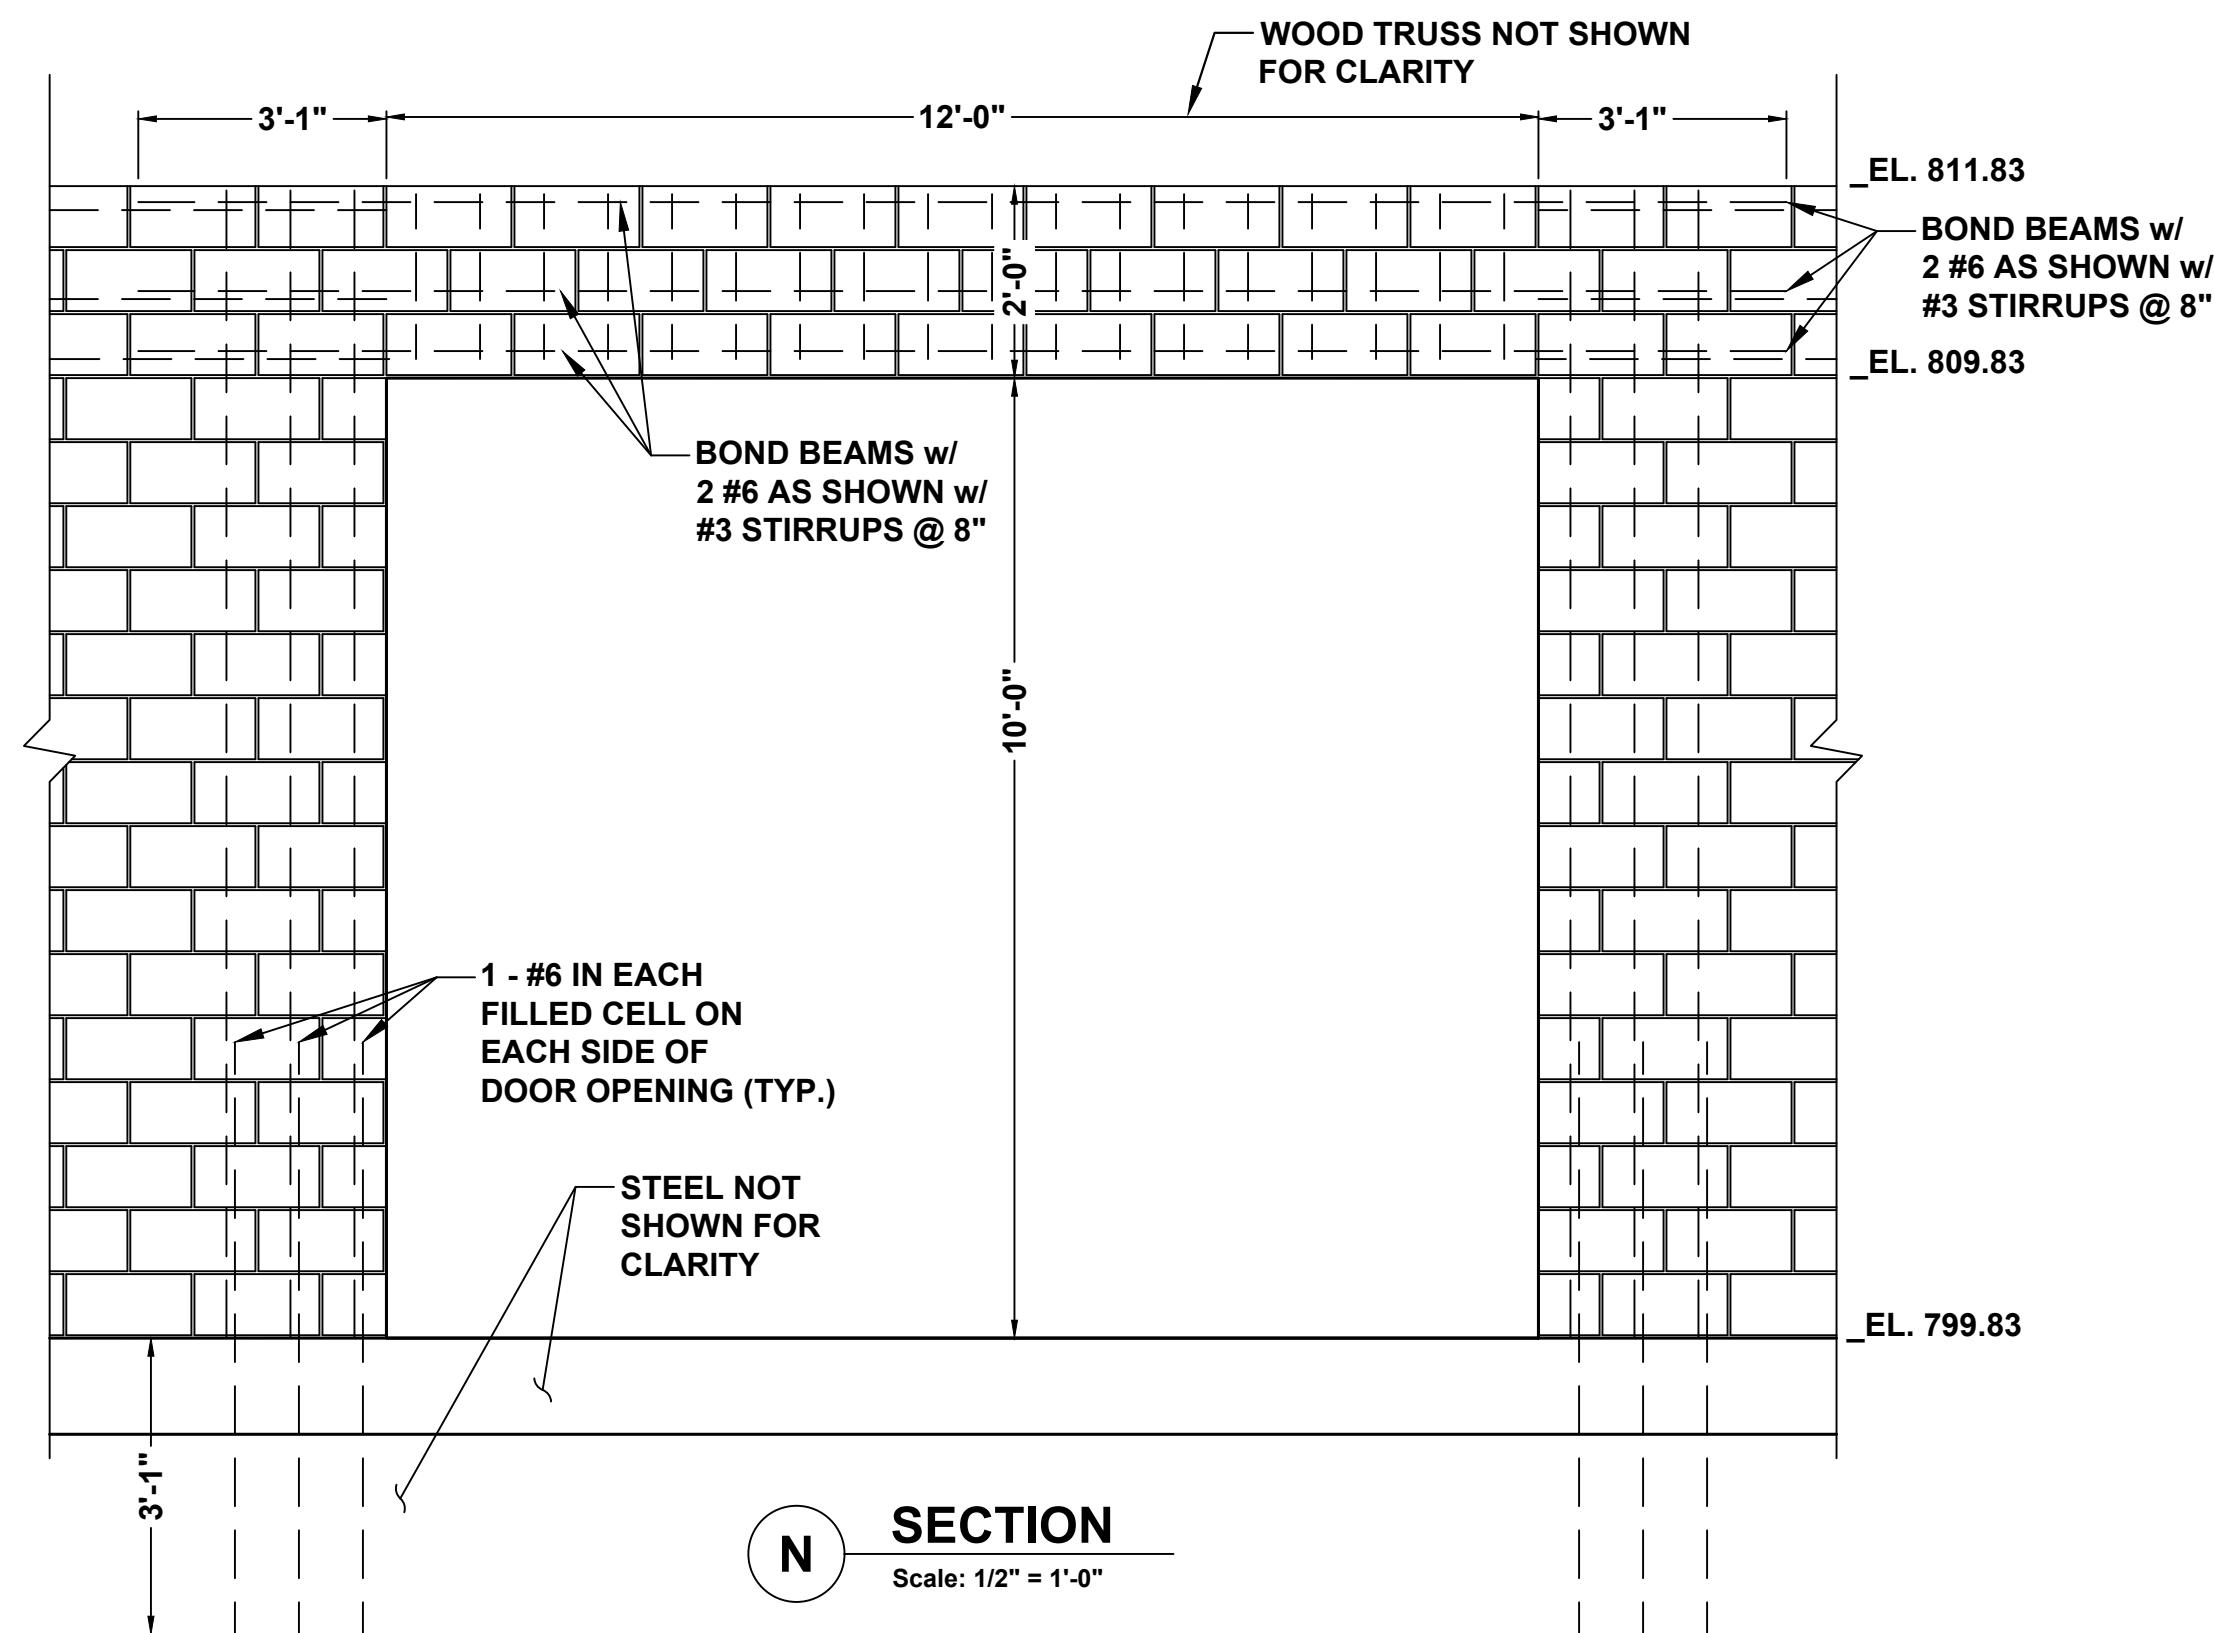 WOOD TRUSS NOT SHOWN
FOR CLARITY
3'-1"
12'-0"
3'-1"
_EL. 811.83
BOND BEAMS w/
2 #6 AS SHOWN w/
#3 STIRRUPS @ 8"
2'-0"
_EL. 809.83
BOND BEAMS w/
2 #6 AS SHOWN w/
#3 STIRRUPS @ 8"
10'-0"
1 - #6 IN EACH
FILLED CELL ON
EACH SIDE OF
DOOR OPENING (TYP.)
STEEL NOT
SHOWN FOR
CLARITY
_EL. 799.83
3'-1"
N
SECTION
Scale: 1/2" = 1'-0"